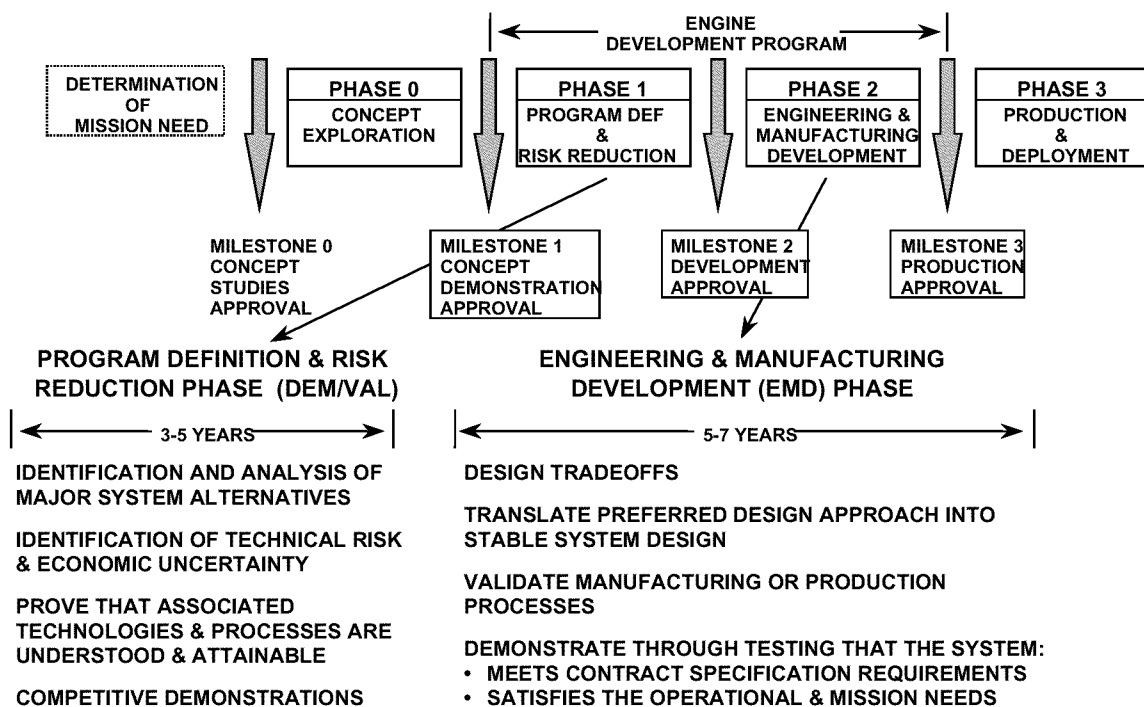 ENGINE
DEVELOPMENT PROGRAM
DETERMINATION
OF
MISSION NEED
PHASE 0
CONCEPT
EXPLORATION
PHASE 1
PROGRAM DEF
&
RISK REDUCTION
PHASE 2
ENGINEERING &
MANUFACTURING
DEVELOPMENT
PHASE 3
PRODUCTION
&
DEPLOYMENT
MILESTONE 0
CONCEPT
STUDIES
APPROVAL
MILESTONE 1
CONCEPT
DEMONSTRATION
APPROVAL
MILESTONE 2
DEVELOPMENT
APPROVAL
MILESTONE 3
PRODUCTION
APPROVAL
PROGRAM DEFINITION & RISK
REDUCTION PHASE (DEM/VAL)
3-5 YEARS
IDENTIFICATION AND ANALYSIS OF
MAJOR SYSTEM ALTERNATIVES
IDENTIFICATION OF TECHNICAL RISK
& ECONOMIC UNCERTAINTY
PROVE THAT ASSOCIATED
TECHNOLOGIES & PROCESSES ARE
UNDERSTOOD & ATTAINABLE
COMPETITIVE DEMONSTRATIONS
ENGINEERING & MANUFACTURING
DEVELOPMENT (EMD) PHASE
5-7 YEARS
DESIGN TRADEOFFS
TRANSLATE PREFERRED DESIGN APPROACH INTO
STABLE SYSTEM DESIGN
VALIDATE MANUFACTURING OR PRODUCTION
PROCESSES
DEMONSTRATE THROUGH TESTING THAT THE SYSTEM:
• MEETS CONTRACT SPECIFICATION REQUIREMENTS
• SATISFIES THE OPERATIONAL & MISSION NEEDS